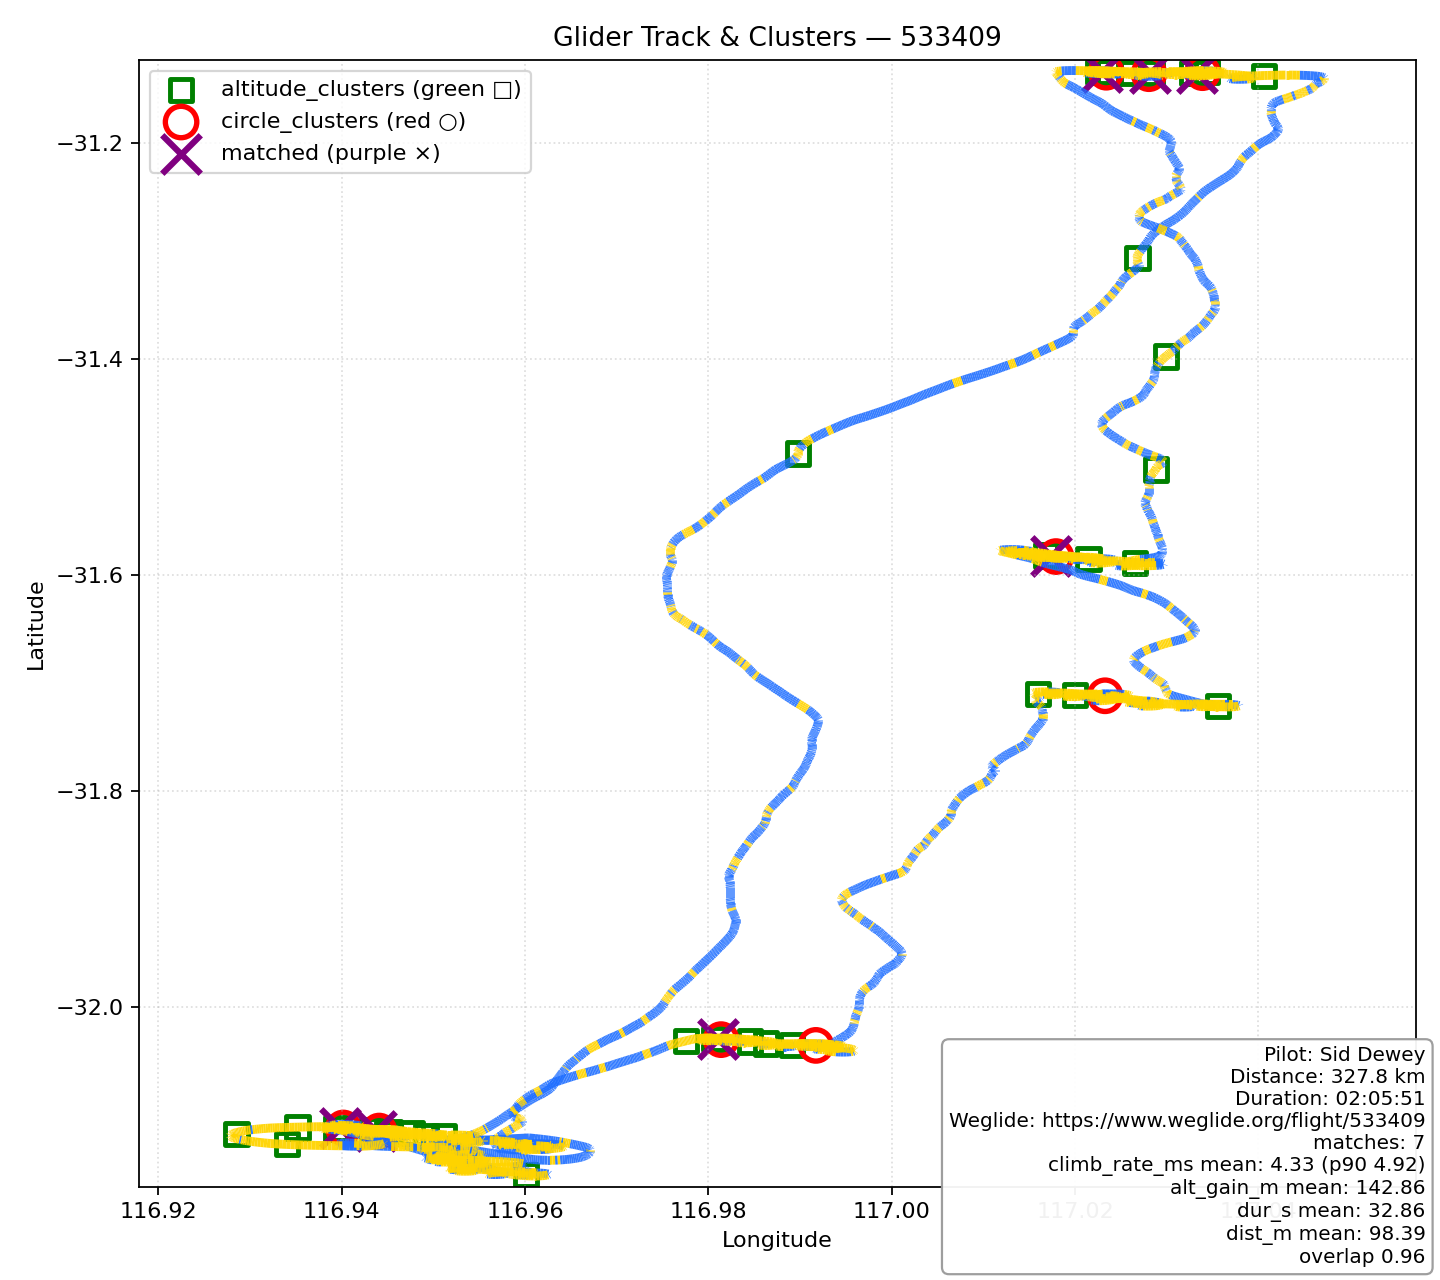 Glider Track & Clusters — 533409
altitude_clusters (green □)
circle_clusters (red ○)
matched (purple ×)
−31.2
−31.4
−31.6
−31.8
−32.0
Latitude
116.92
116.94
116.96
116.98
117.00
117.02
Longitude
Pilot: Sid Dewey
Distance: 327.8 km
Duration: 02:05:51
Weglide: https://www.weglide.org/flight/533409
matches: 7
climb_rate_ms mean: 4.33 (p90 4.92)
alt_gain_m mean: 142.86
dur_s mean: 32.86
dist_m mean: 98.39
overlap 0.96